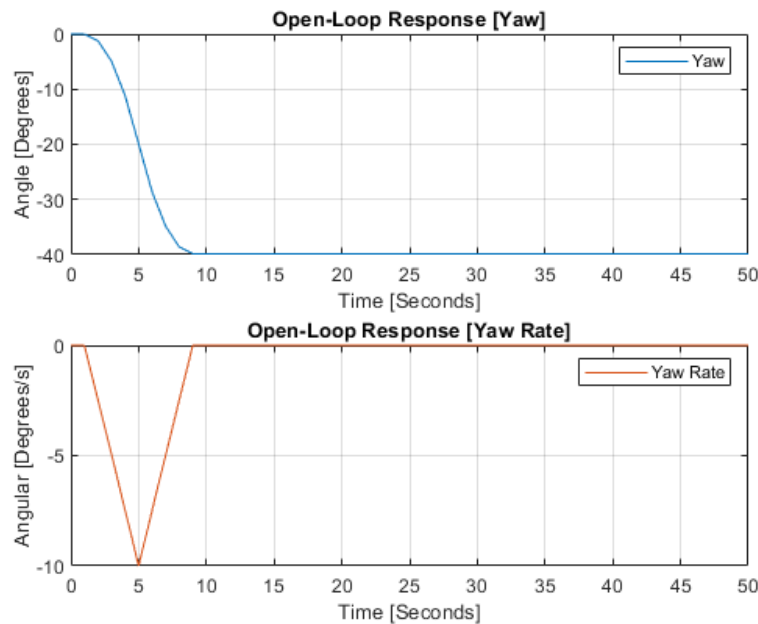 Open-Loop Response [Yaw]
Yaw
Angle [Degrees]
0
-10
-20
-30
-40
0 5 10 15 20 25 30 35 40 45 50
Time [Seconds]
Open-Loop Response [Yaw Rate]
Yaw Rate
Angular [Degrees/s]
0
-5
-10
0 5 10 15 20 25 30 35 40 45 50
Time [Seconds]